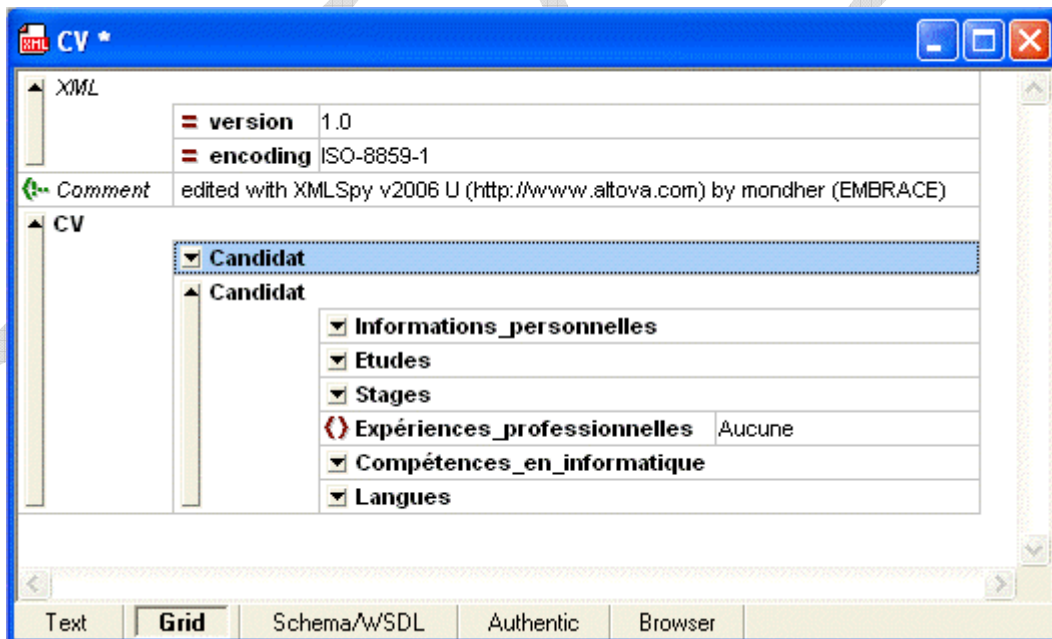 CV *
XML
= version 1.0
= encoding ISO-8859-1
Comment edited with XMLSpy v2006 U (http://www.altova.com) by mondher (EMBRACE)
CV
Candidat
Candidat
Informations_personnelles
Etudes
Stages
Expériences_professionnelles Aucune
Compétences_en_informatique
Langues
Text Grid Schema/WSDL Authentic Browser